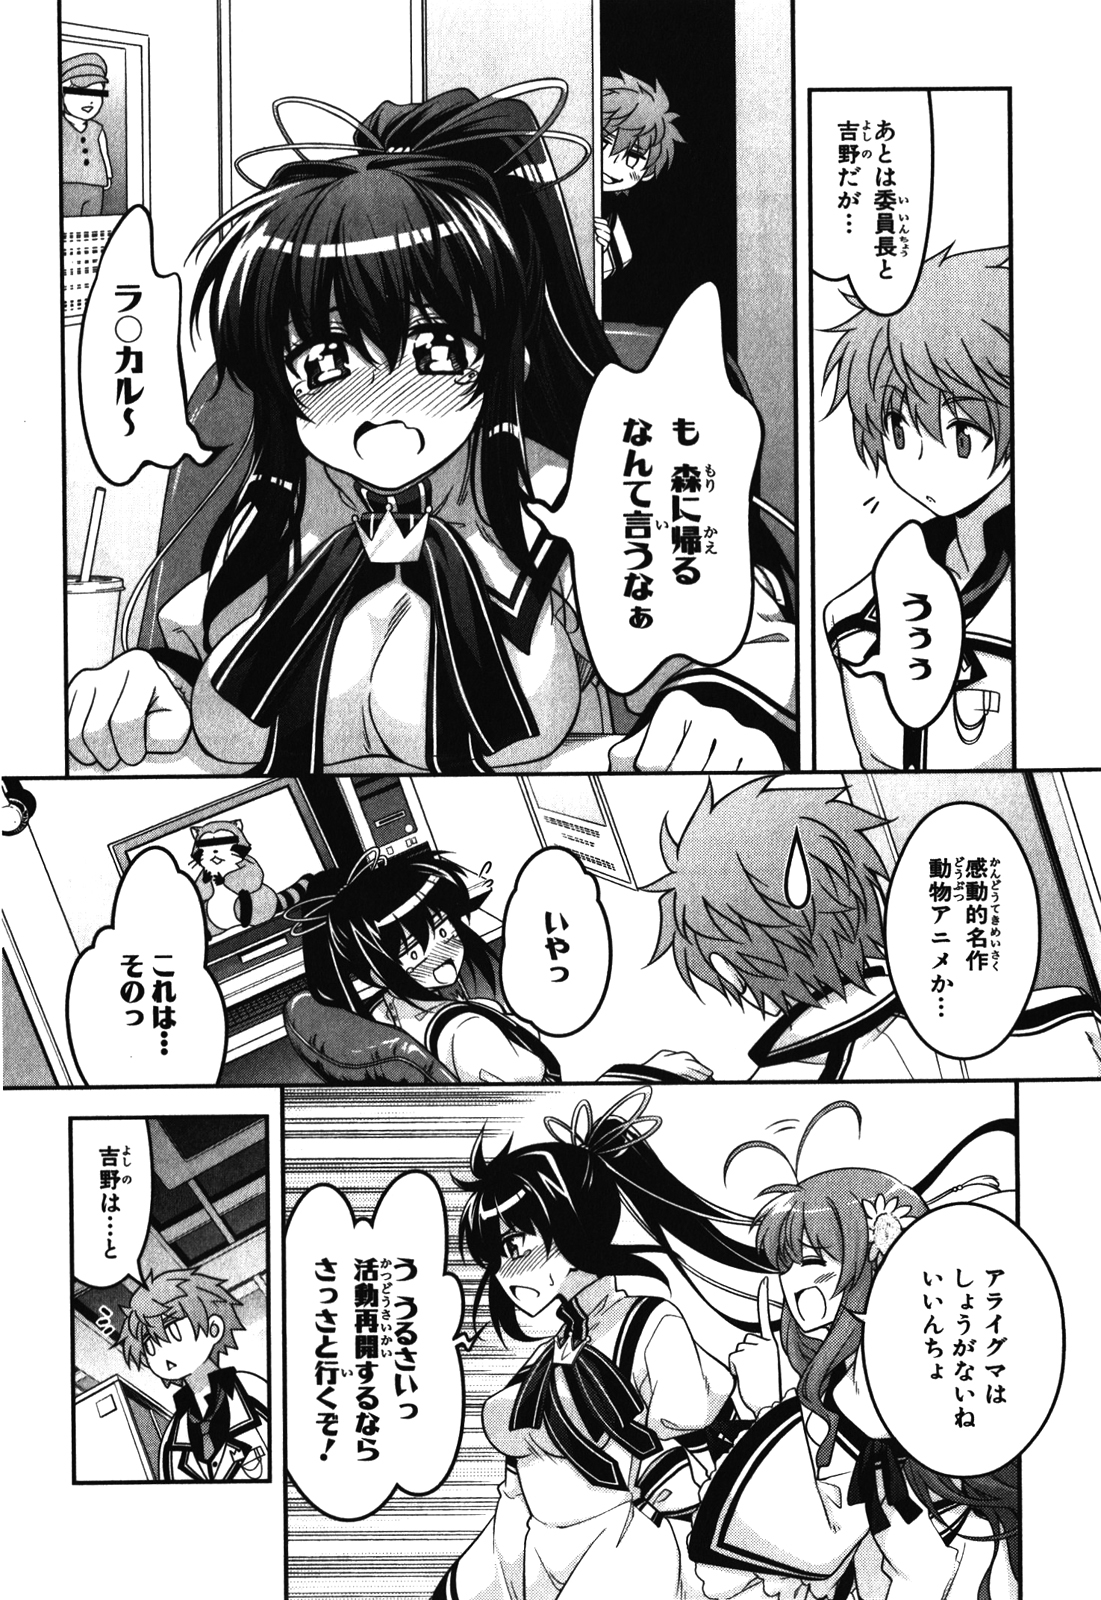 あとは委員長と
吉野だが…
ううう
も 森に帰る
なんて言うなぁ
ラ○カル～
感動的名作
動物アニメか…
いやっ
これは…
そのっ
アライグマは
しょうがないね
いいんちょ
う うるさいっ
活動再開するなら
さっさと行くぞ！
吉野は…と